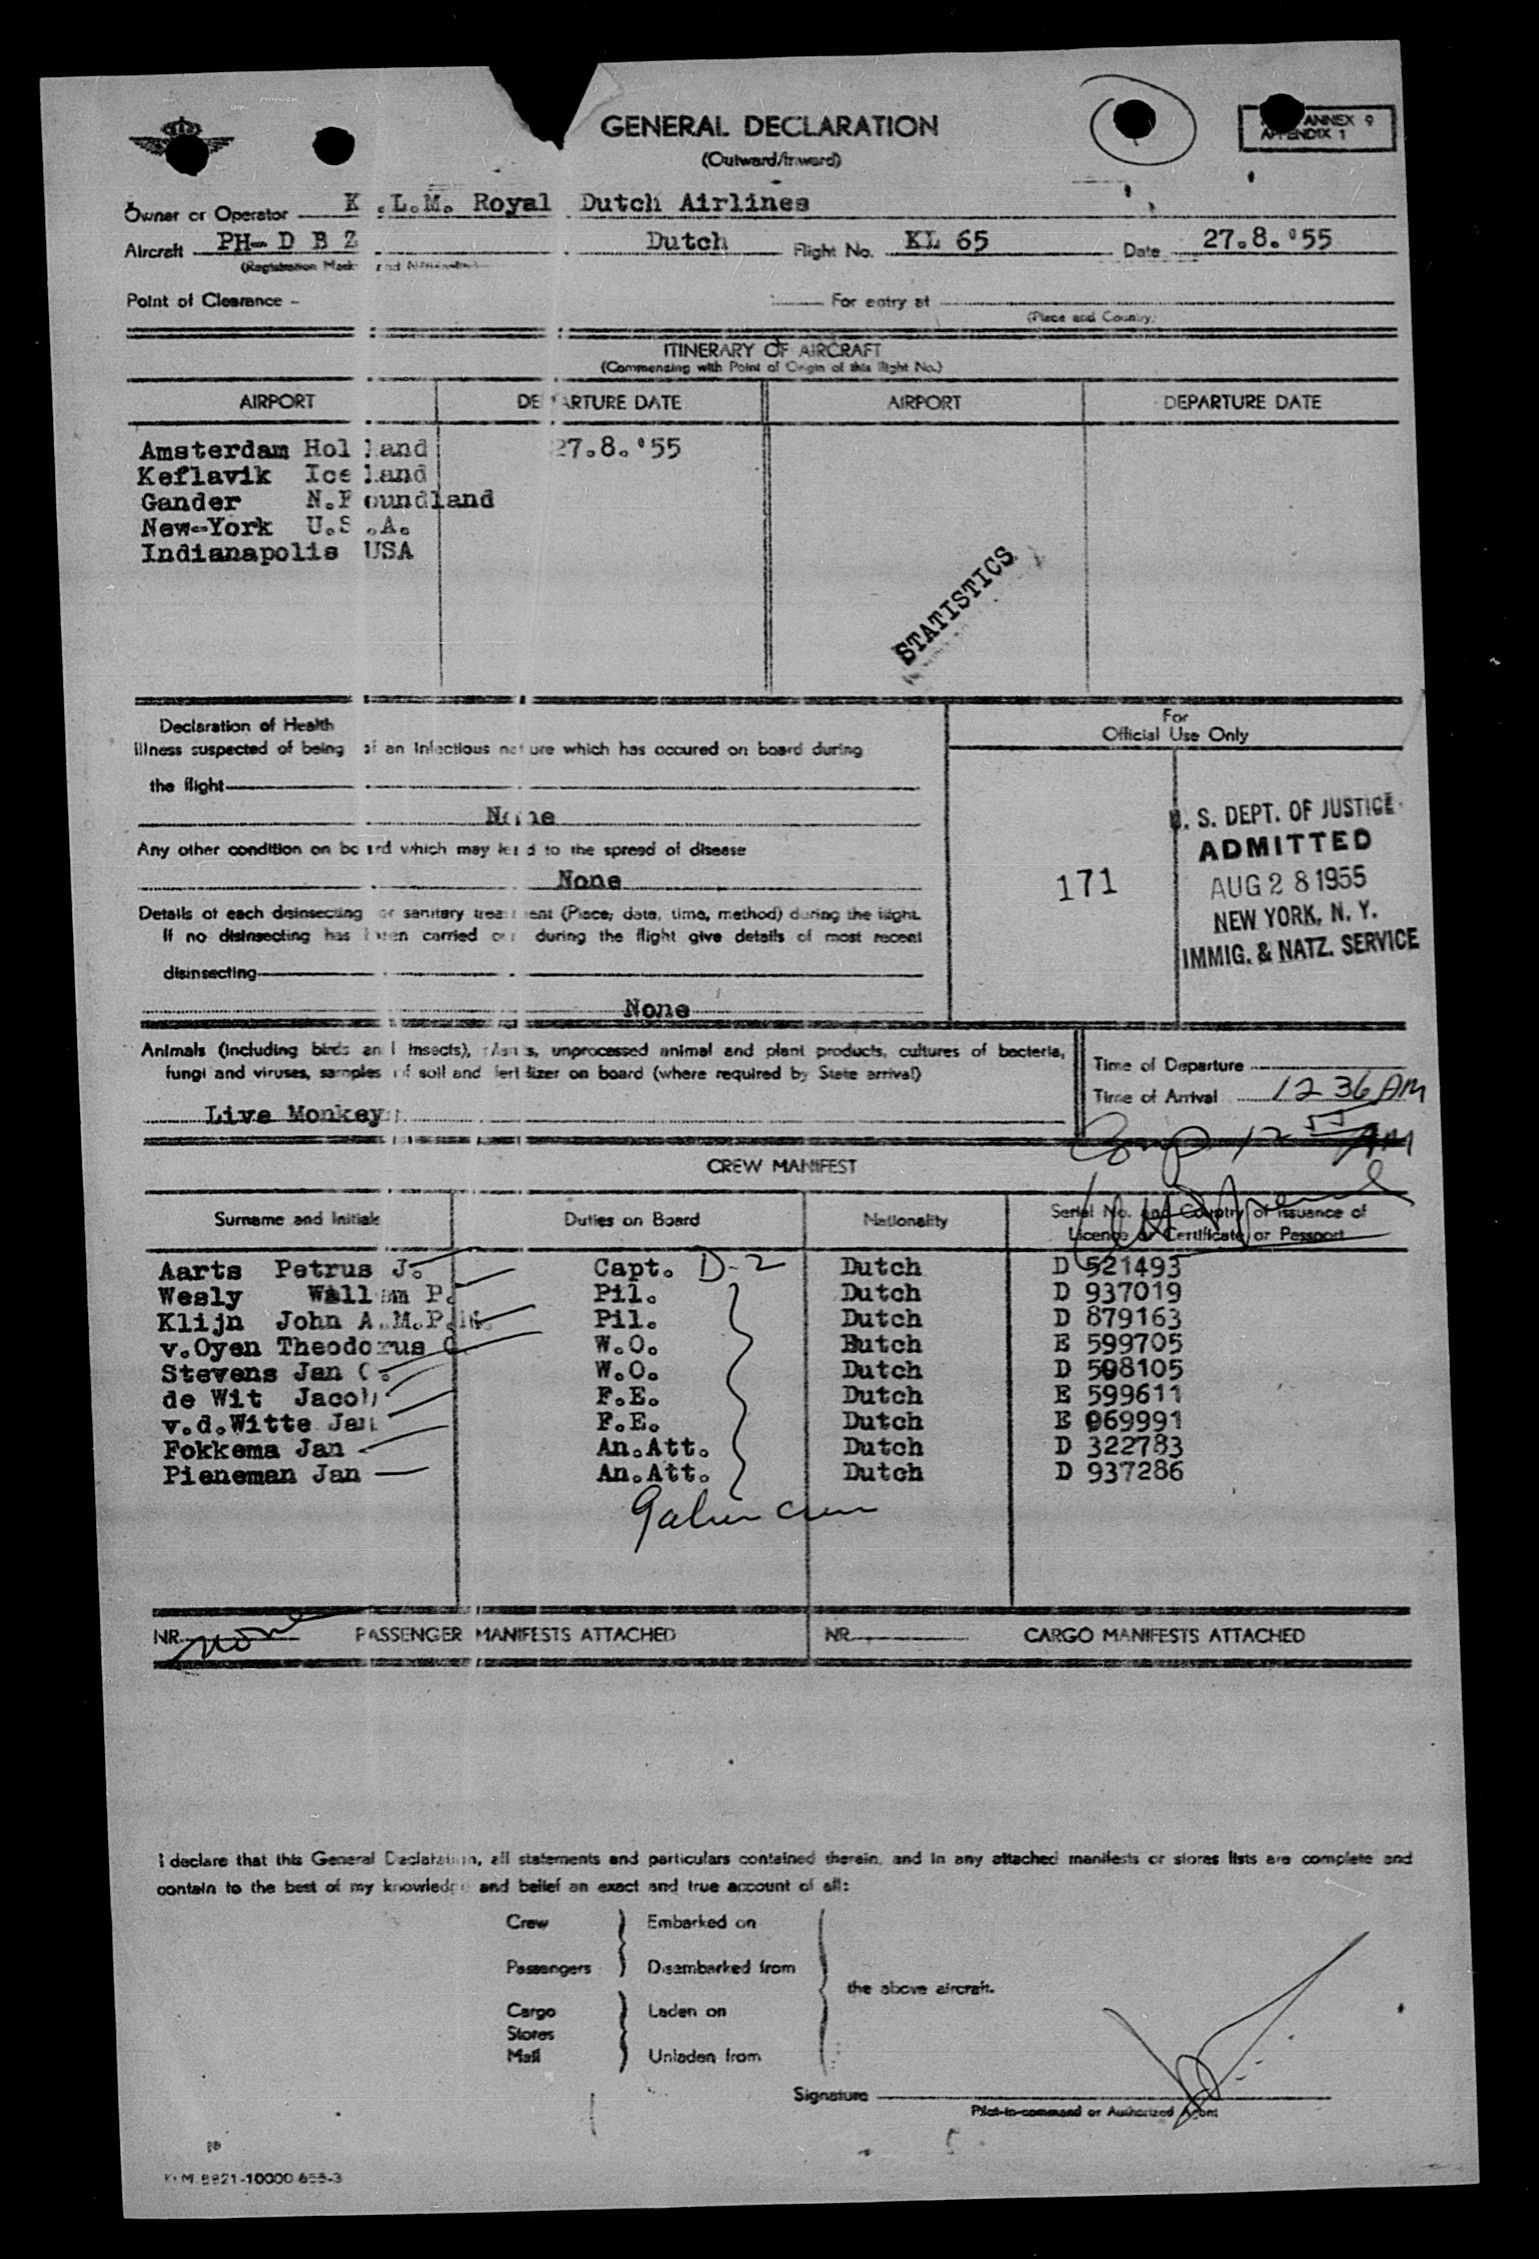 GENERAL DECLARATION
(Outward/Inward)
ANNEX 9
APPENDIX 1
Owner or Operator K.L.M. Royal Dutch Airlines
Aircraft PH- D B Z Dutch Flight No. KL 65 Date 27.8.'55
(Registration Marks and Nationality)
Point of Clearance - For entry at
(Place and Country)
ITINERARY OF AIRCRAFT
(Commencing with Point of Origin of this flight No.)
AIRPORT DEPARTURE DATE AIRPORT DEPARTURE DATE
Amsterdam Holland 27.8.'55
Keflavik Iceland
Gander N.Foundland
New-York U.S.A.
Indianapolis USA
STATISTICS
Declaration of Health
Illness suspected of being of an Infectious nature which has occured on board during
the flight
None
Any other condition on board which may lead to the spread of disease
None
Details of each disinsecting or sanitary treatment (Place, date, time, method) during the flight.
If no disinsecting has been carried out during the flight give details of most recent
disinsecting
None
For
Official Use Only
171
U. S. DEPT. OF JUSTICE
ADMITTED
AUG 28 1955
NEW YORK, N. Y.
IMMIG. & NATZ. SERVICE
Animals (including birds and insects), plants, unprocessed animal and plant products, cultures of bacteria,
fungi and viruses, samples of soil and fertilizer on board (where required by State arrival)
Live Monkeys
Time of Departure
Time of Arrival 12 36 AM
Comp 12 55 AM
CREW MANIFEST
Surname and Initials Duties on Board Nationality Serial No. and Country of issuance of
Licence or Certificate or Passport
Aarts Petrus J. Capt. D-2 Dutch D 521493
Wesly William P. Pil. Dutch D 937019
Klijn John A.M.P.M. Pil. Dutch D 879163
v.Oyen Theodorus C. W.O. Dutch E 599705
Stevens Jan C. W.O. Dutch D 508105
de Wit Jacob F.E. Dutch E 599611
v.d.Witte Jan F.E. Dutch E 069991
Fokkema Jan An.Att. Dutch D 322783
Pieneman Jan An.Att. Dutch D 937286
crew
NR. none PASSENGER MANIFESTS ATTACHED NR. CARGO MANIFESTS ATTACHED
I declare that this General Declaration, all statements and particulars contained therein, and in any attached manifests or stores lists are complete and
contain to the best of my knowledge and belief an exact and true account of all:
Crew Embarked on
Passengers Disembarked from
the above aircraft.
Cargo Laden on
Stores
Mail Unladen from
Signature
Pilot-in-command or Authorized Agent
KLM 8821-10000-655-3